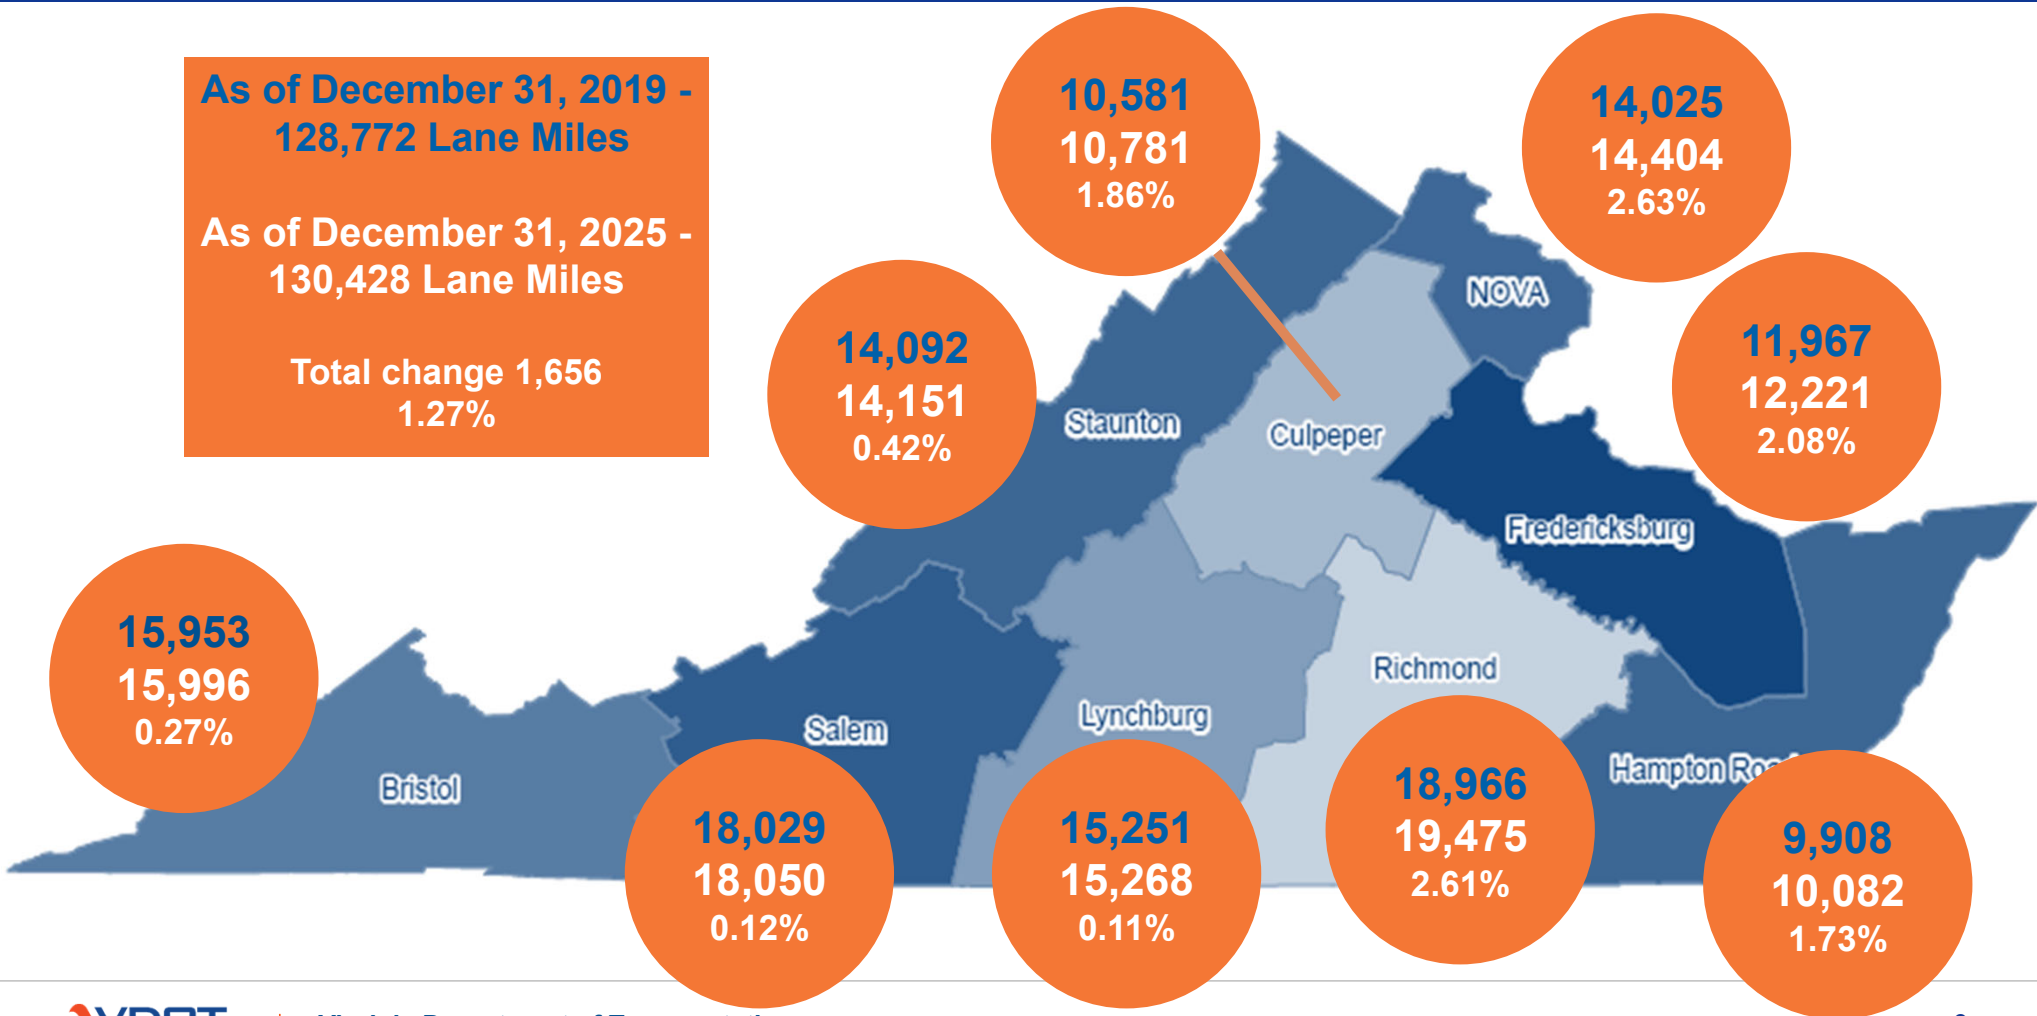 As of December 31, 2019 -
128,772 Lane Miles
As of December 31, 2025 -
130,428 Lane Miles
Total change 1,656
1.27%
10,581
10,781
1.86%
14,025
14,404
2.63%
NOVA
14,092
14,151
0.42%
11,967
12,221
2.08%
Staunton
Culpeper
Fredericksburg
15,953
15,996
0.27%
Bristol
Salem
Lynchburg
Richmond
Hampton
18,029
18,050
0.12%
15,251
15,268
0.11%
18,966
19,475
2.61%
9,908
10,082
1.73%